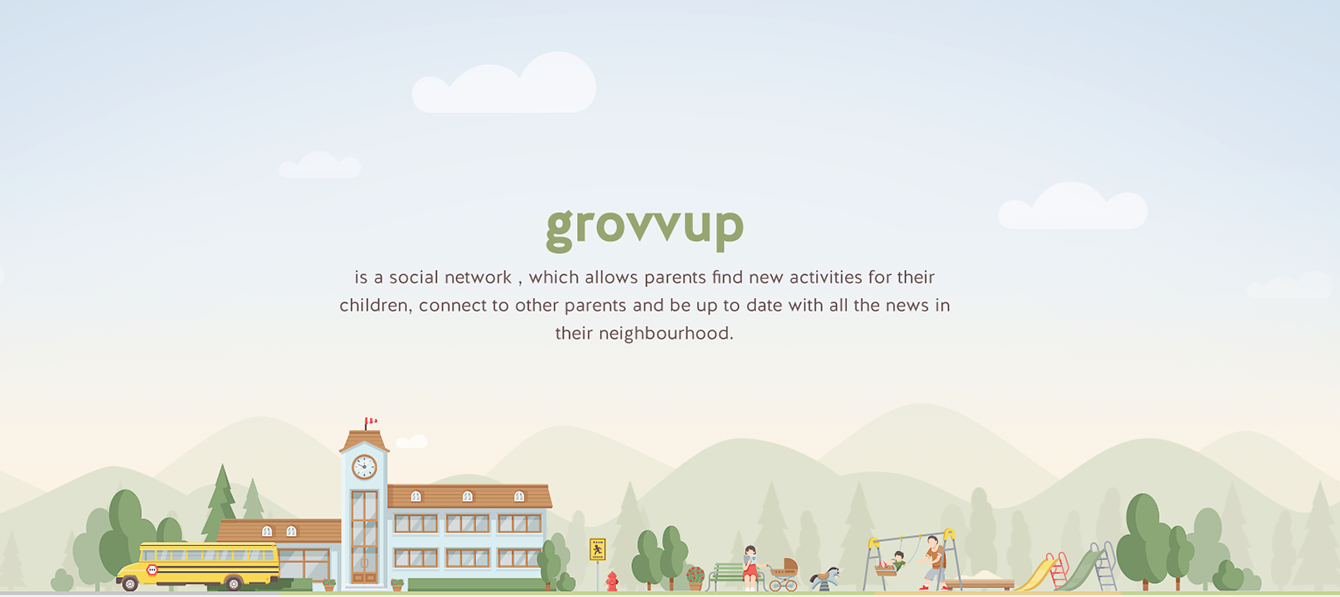 grovvup
is a social network , which allows parents find new activities for their
children, connect to other parents and be up to date with all the news in
their neighbourhood.